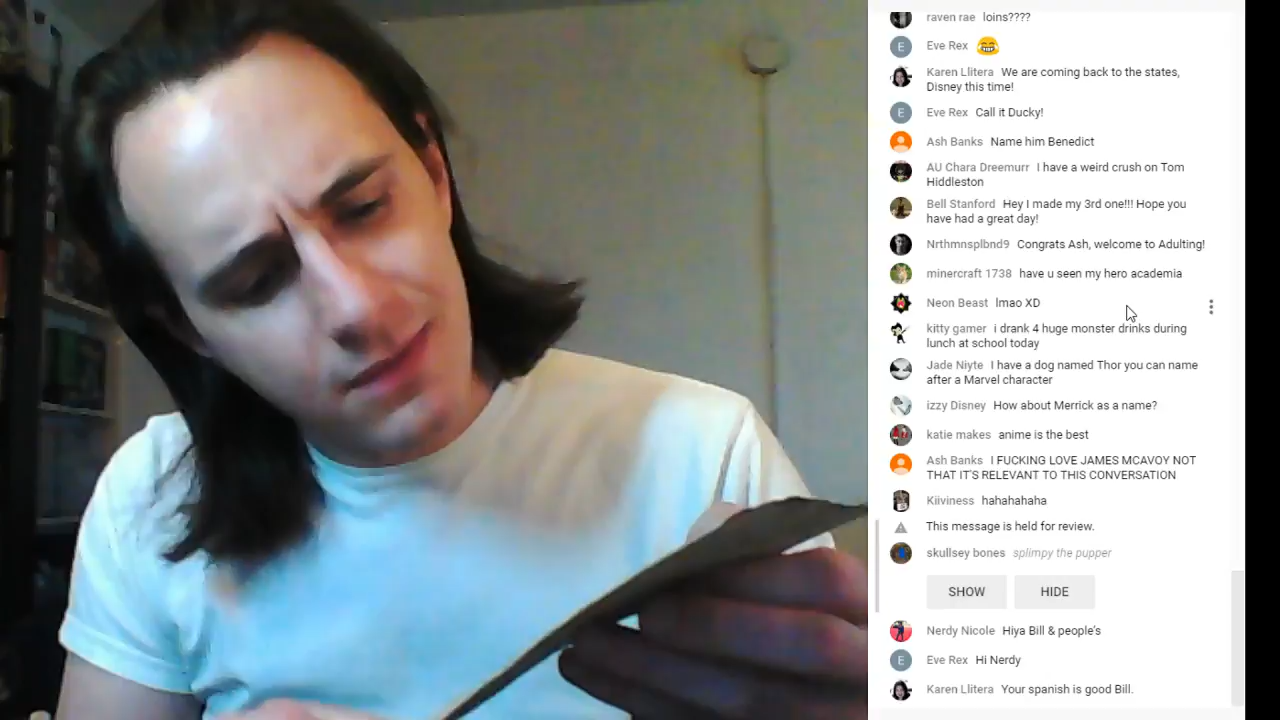 raven rae loins????
E Eve Rex 😂
Karen Llitera We are coming back to the states,
Disney this time!
E Eve Rex Call it Ducky!
Ash Banks Name him Benedict
AU Chara Dreemurr I have a weird crush on Tom
Hiddleston
Bell Stanford Hey I made my 3rd one!!! Hope you
have had a great day!
Nrthmnsplbnd9 Congrats Ash, welcome to Adulting!
minercraft 1738 have u seen my hero academia
Neon Beast lmao XD
kitty gamer i drank 4 huge monster drinks during
lunch at school today
Jade Niyte I have a dog named Thor you can name
after a Marvel character
izzy Disney How about Merrick as a name?
katie makes anime is the best
Ash Banks I FUCKING LOVE JAMES MCAVOY NOT
THAT IT'S RELEVANT TO THIS CONVERSATION
Kiiviness hahahahaha
This message is held for review.
skullsey bones splimpy the pupper
SHOW HIDE
Nerdy Nicole Hiya Bill & people's
E Eve Rex Hi Nerdy
Karen Llitera Your spanish is good Bill.